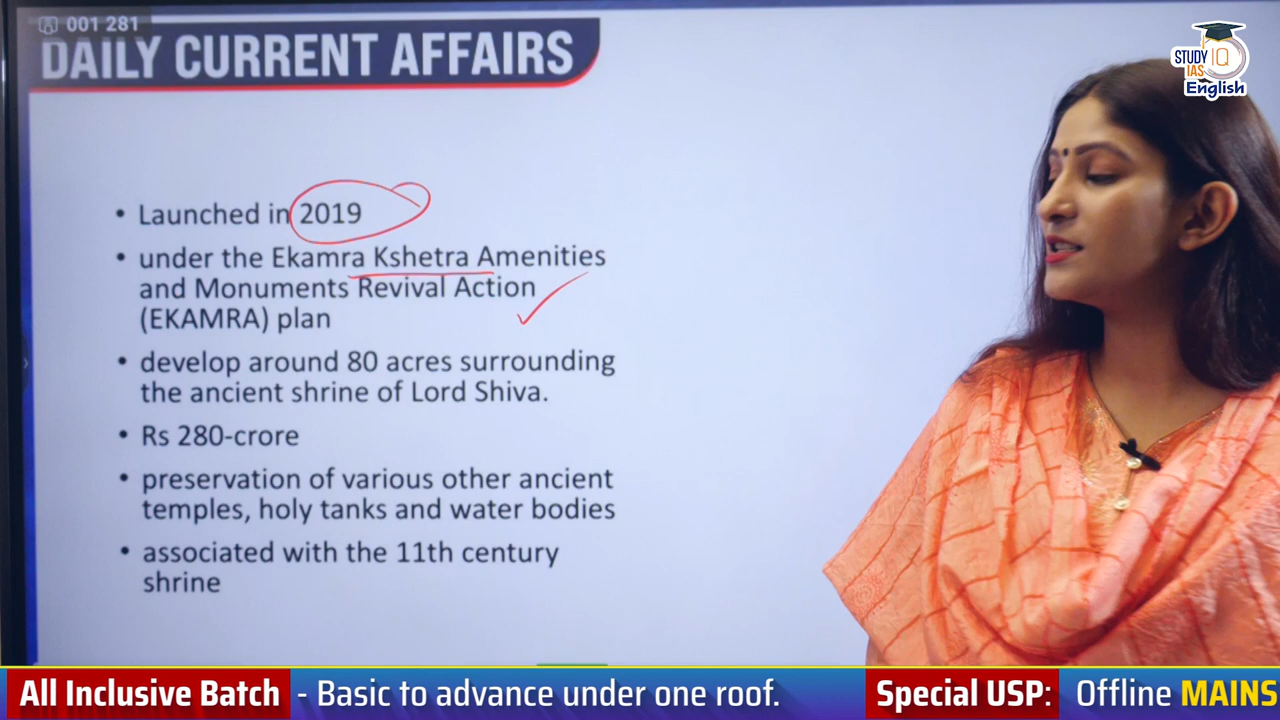 001 281
DAILY CURRENT AFFAIRS
STUDY IQ
IAS
English
• Launched in 2019
• under the Ekamra Kshetra Amenities
and Monuments Revival Action
(EKAMRA) plan
• develop around 80 acres surrounding
the ancient shrine of Lord Shiva.
• Rs 280-crore
• preservation of various other ancient
temples, holy tanks and water bodies
• associated with the 11th century
shrine
All Inclusive Batch - Basic to advance under one roof. Special USP: Offline MAINS